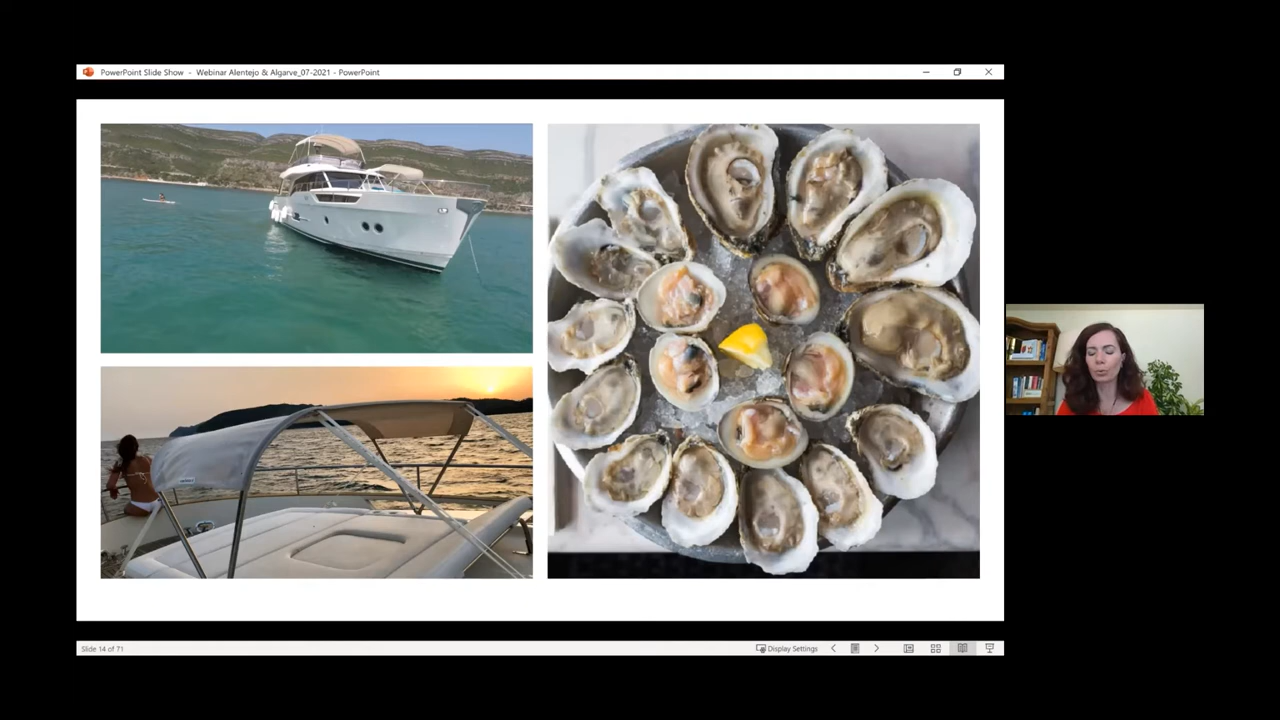 PowerPoint Slide Show - Webinar Alentejo & Algarve_07-2021 - PowerPoint
Slide 14 of 71
Display Settings